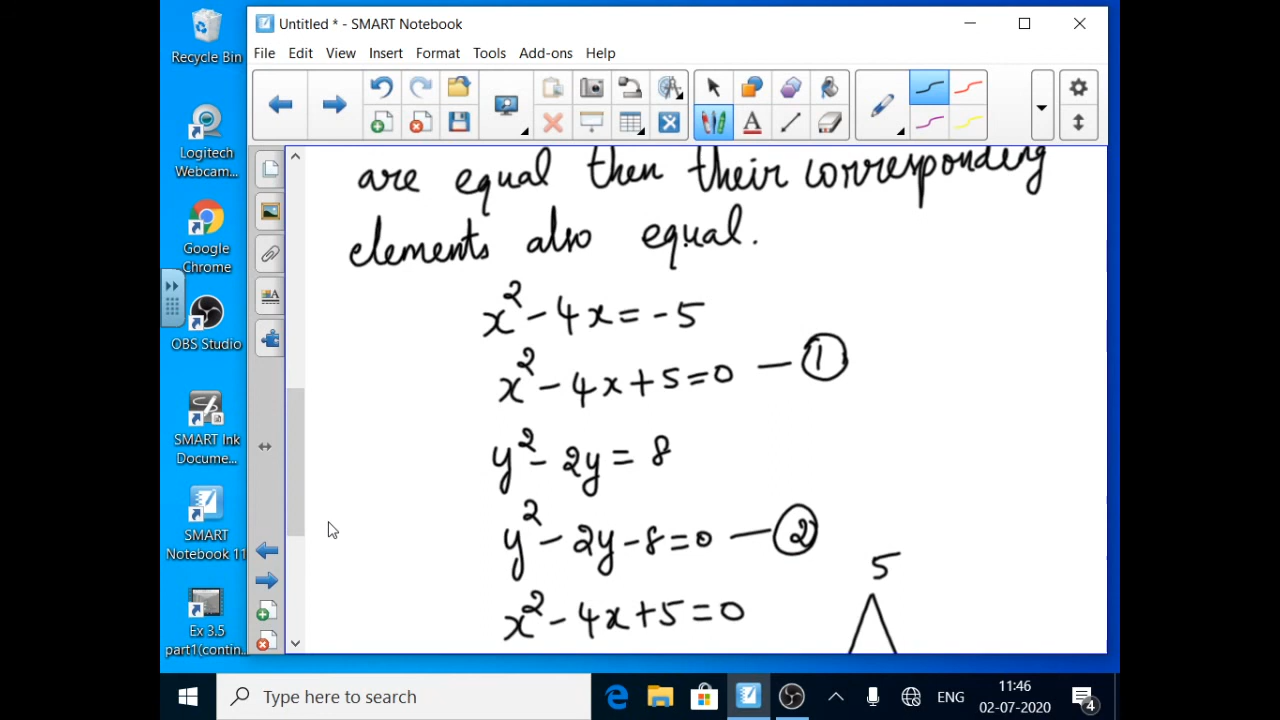 Recycle Bin
Logitech
Webcam...
Google
Chrome
OBS Studio
SMART Ink
Docume...
SMART
Notebook 11
Ex 3.5
part1(contin...
Untitled * - SMART Notebook
File Edit View Insert Format Tools Add-ons Help
are equal then their corresponding
elements also equal.
x² - 4x = -5
x² - 4x + 5 = 0 — ①
y² - 2y = 8
y² - 2y - 8 = 0 — ②
5
x² - 4x + 5 = 0
Type here to search
ENG
11:46
02-07-2020
4